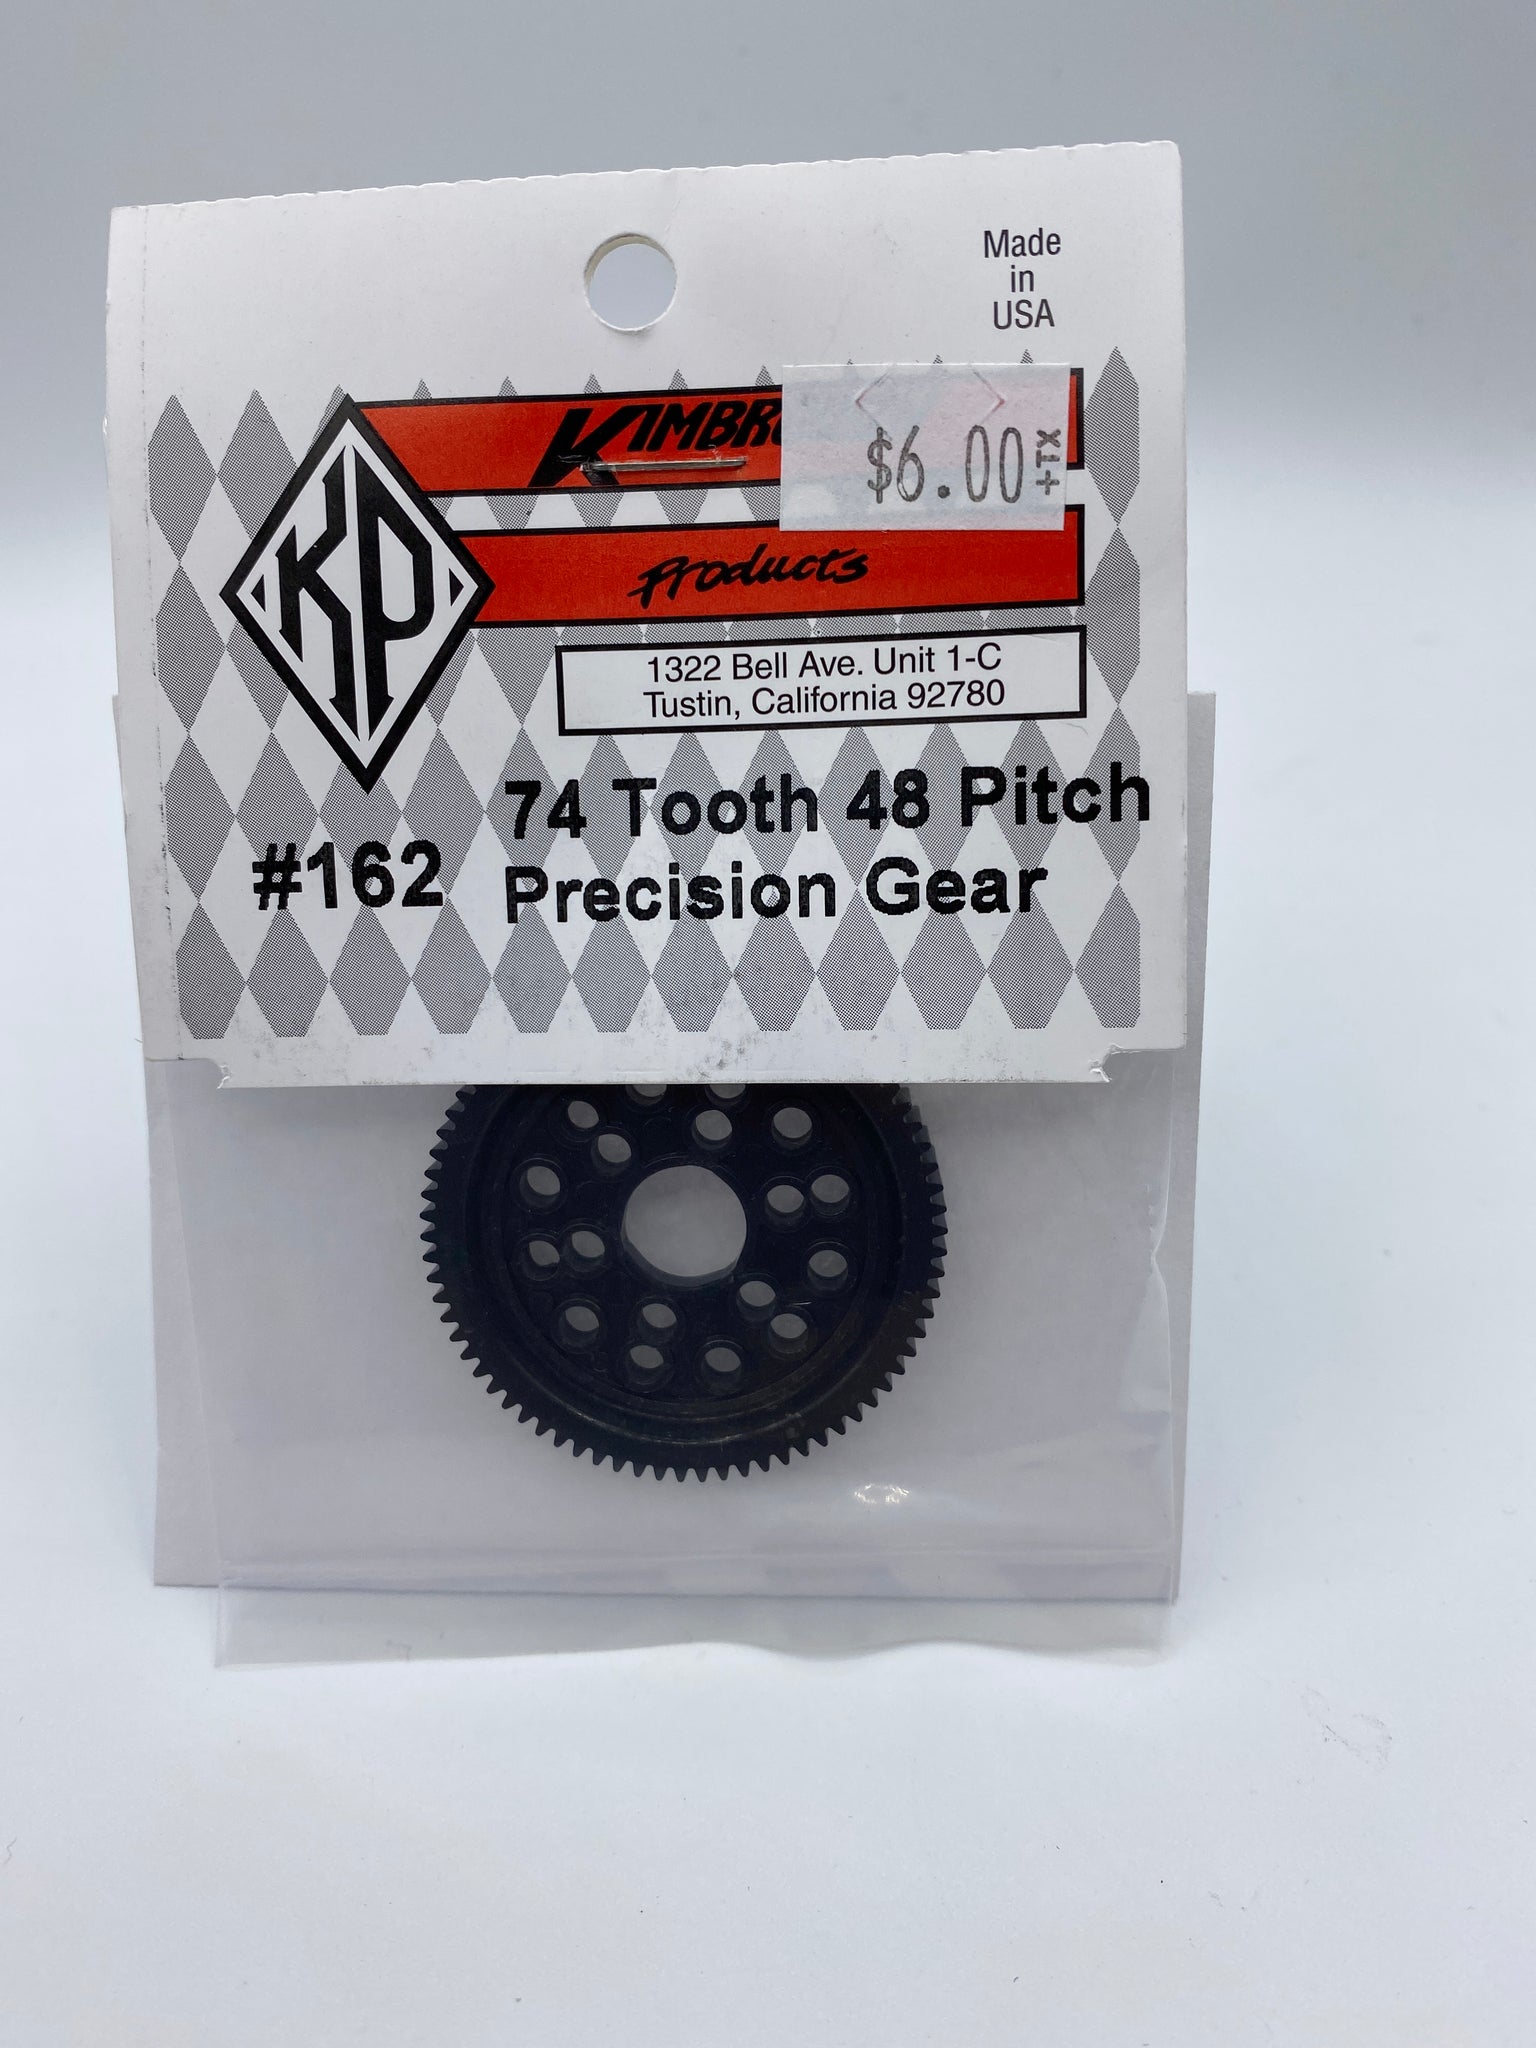 Made
in
USA
$6.00
+TX
KP
Products
1322 Bell Ave. Unit 1-C
Tustin, California 92780
74 Tooth 48 Pitch
#162 Precision Gear